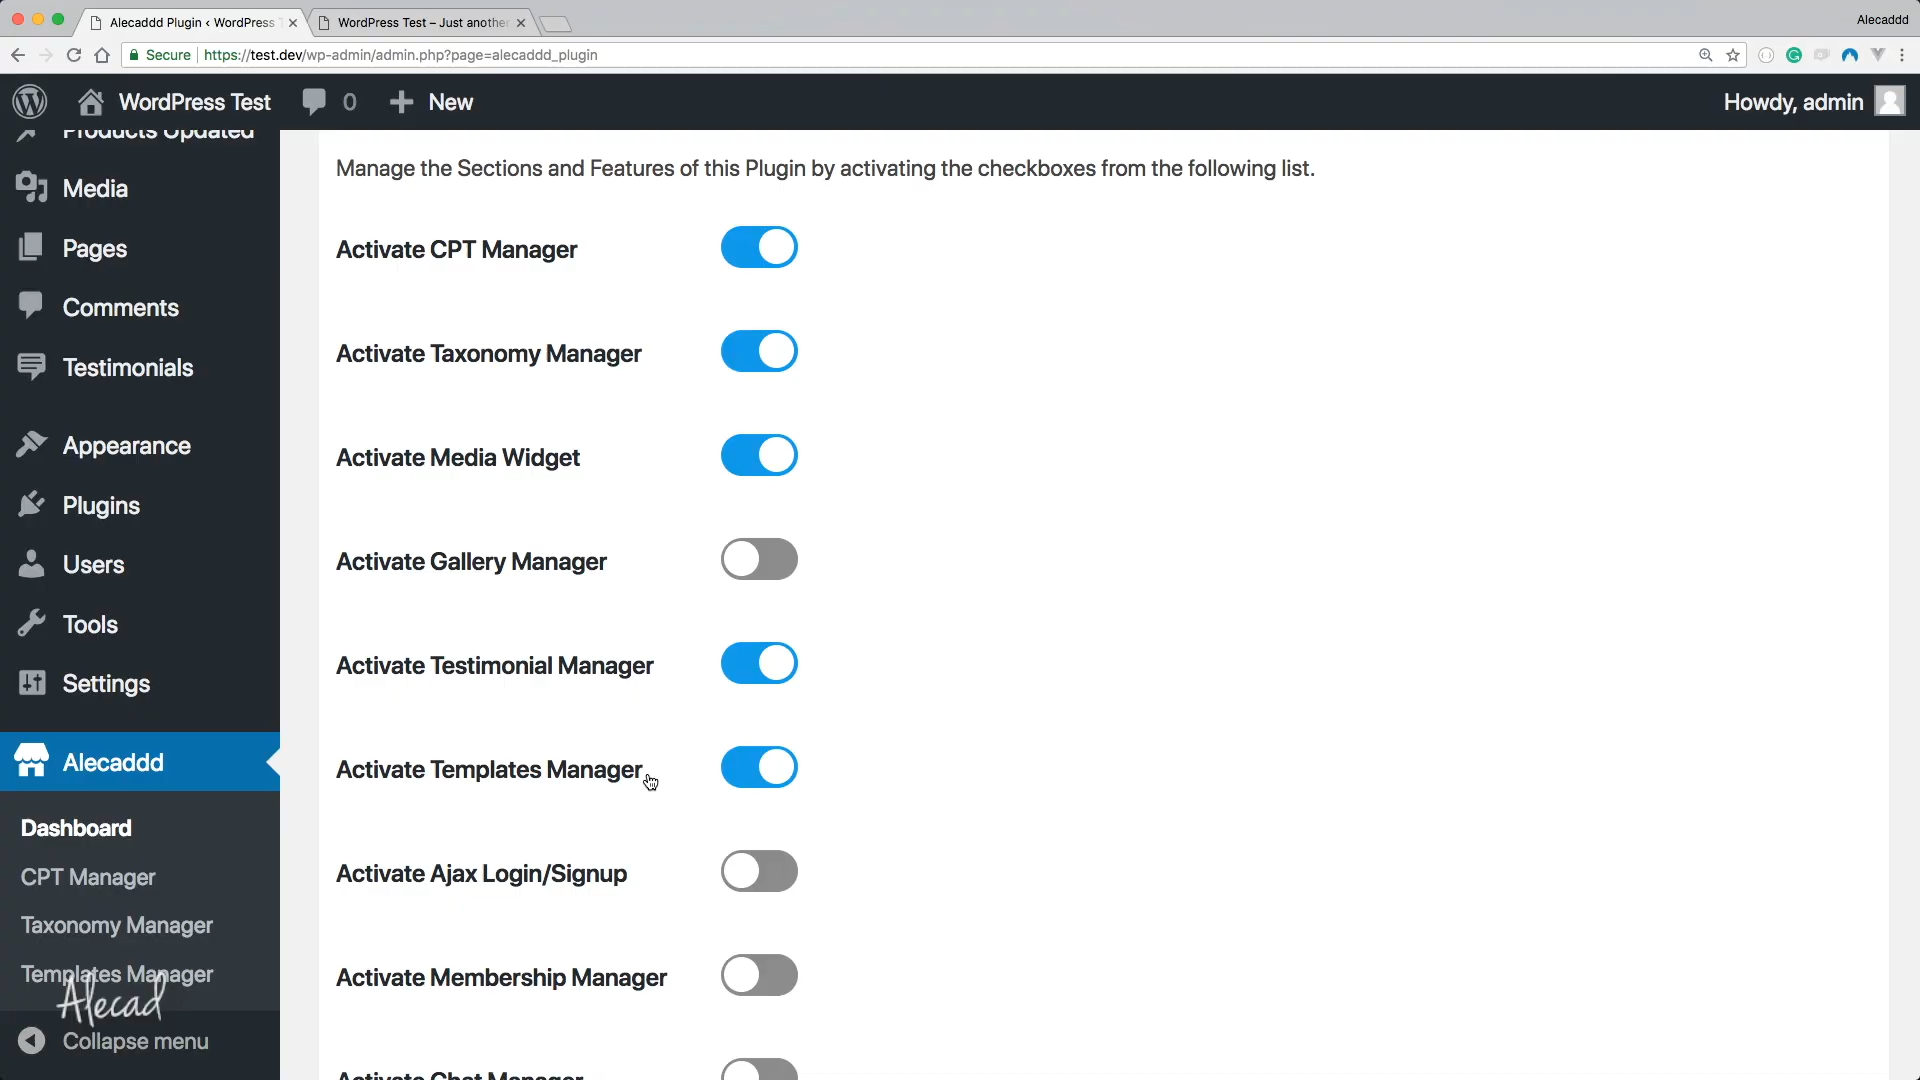 Alecaddd Plugin ‹ WordPress T
WordPress Test – Just another
Alecaddd
Secure
https://test.dev/wp-admin/admin.php?page=alecaddd_plugin
WordPress Test
0
New
Howdy, admin
Products Updated
Media
Pages
Comments
Testimonials
Appearance
Plugins
Users
Tools
Settings
Alecaddd
Dashboard
CPT Manager
Taxonomy Manager
Templates Manager
Alecad
Collapse menu
Manage the Sections and Features of this Plugin by activating the checkboxes from the following list.
Activate CPT Manager
Activate Taxonomy Manager
Activate Media Widget
Activate Gallery Manager
Activate Testimonial Manager
Activate Templates Manager
Activate Ajax Login/Signup
Activate Membership Manager
Activate Chat Manager